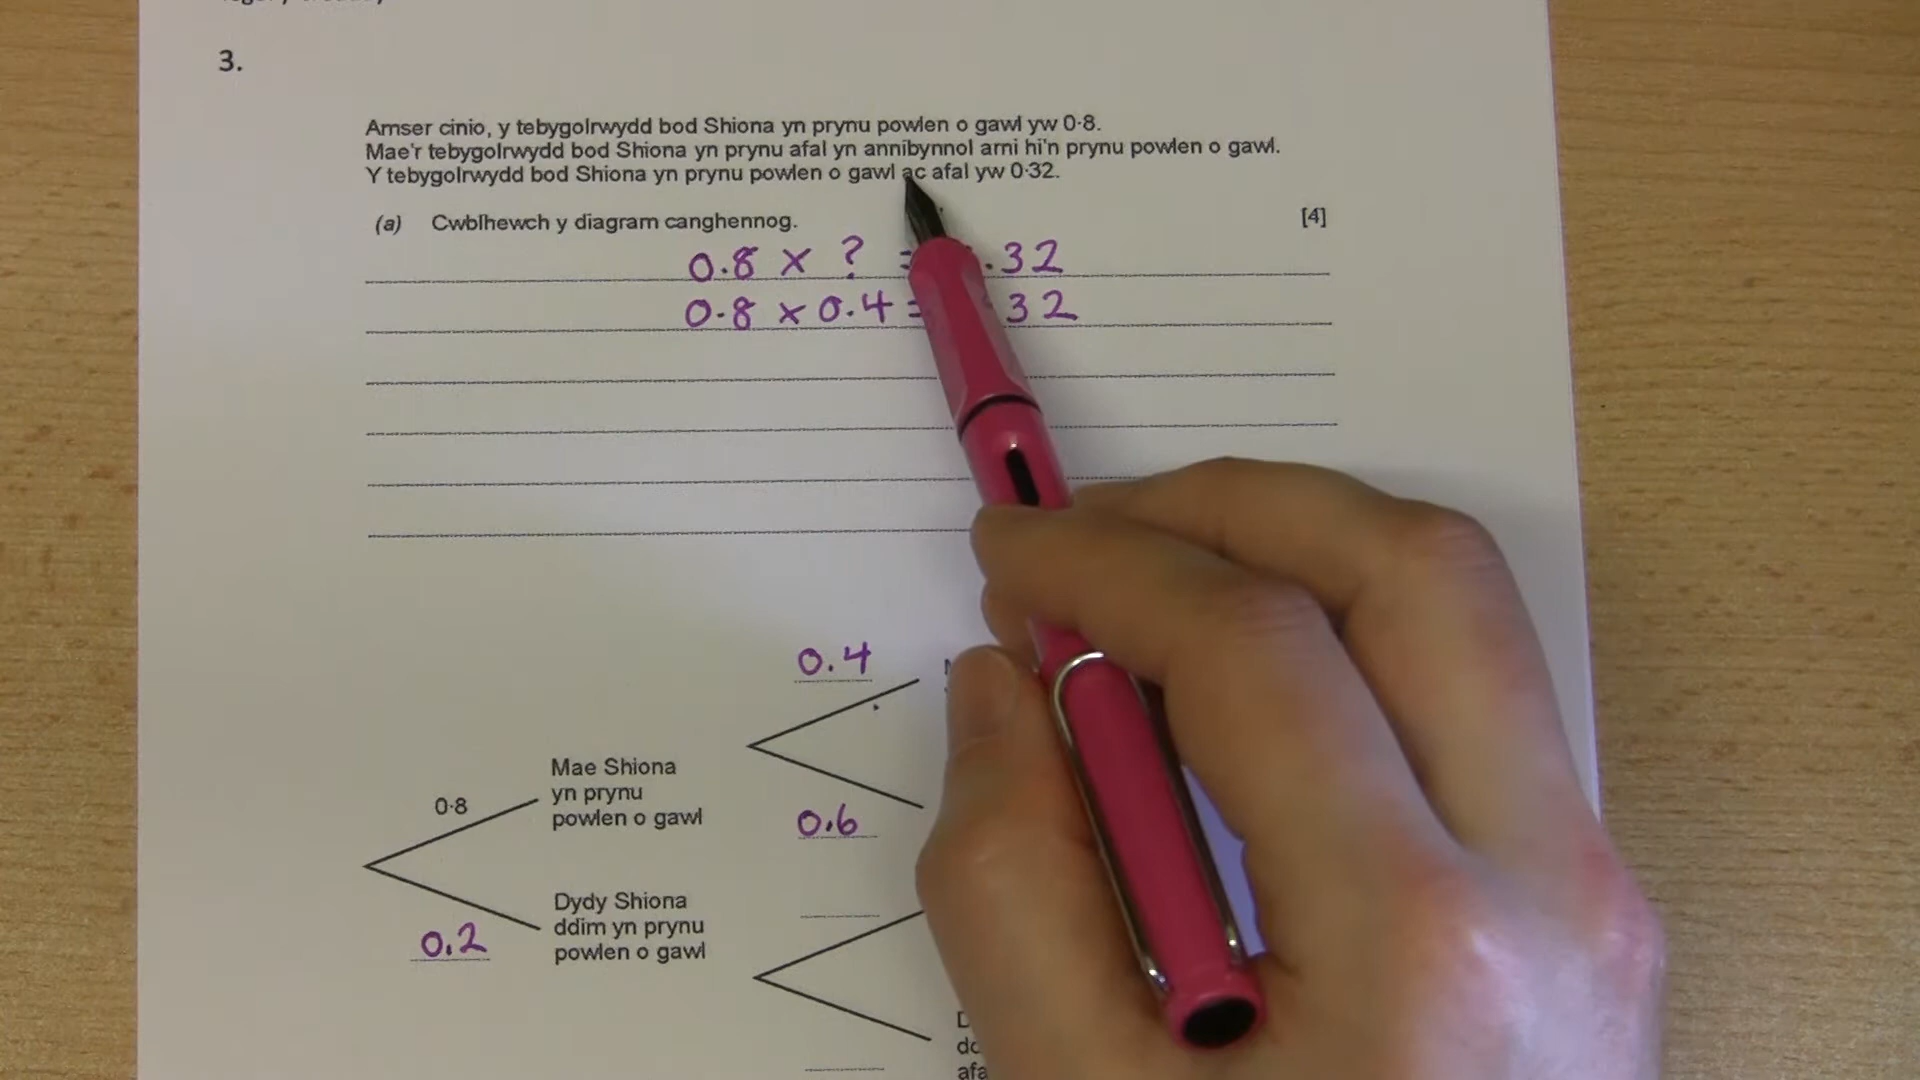 3.
Amser cinio, y tebygolrwydd bod Shiona yn prynu powlen o gawl yw 0·8.
Mae'r tebygolrwydd bod Shiona yn prynu afal yn annibynnol arni hi'n prynu powlen o gawl.
Y tebygolrwydd bod Shiona yn prynu powlen o gawl ac afal yw 0·32.
(a) Cwblhewch y diagram canghennog. [4]
0.8 x ? = .32
0.8 x 0.4 = 32
0.4
Mae Shiona
yn prynu
powlen o gawl
0·8
0.6
Dydy Shiona
ddim yn prynu
powlen o gawl
0.2
afa